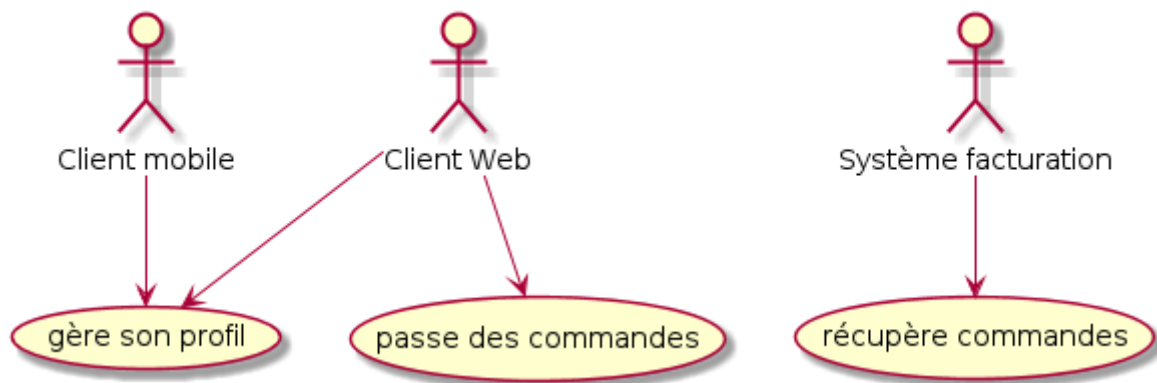 Client mobile
Client Web
Système facturation
gère son profil
passe des commandes
récupère commandes